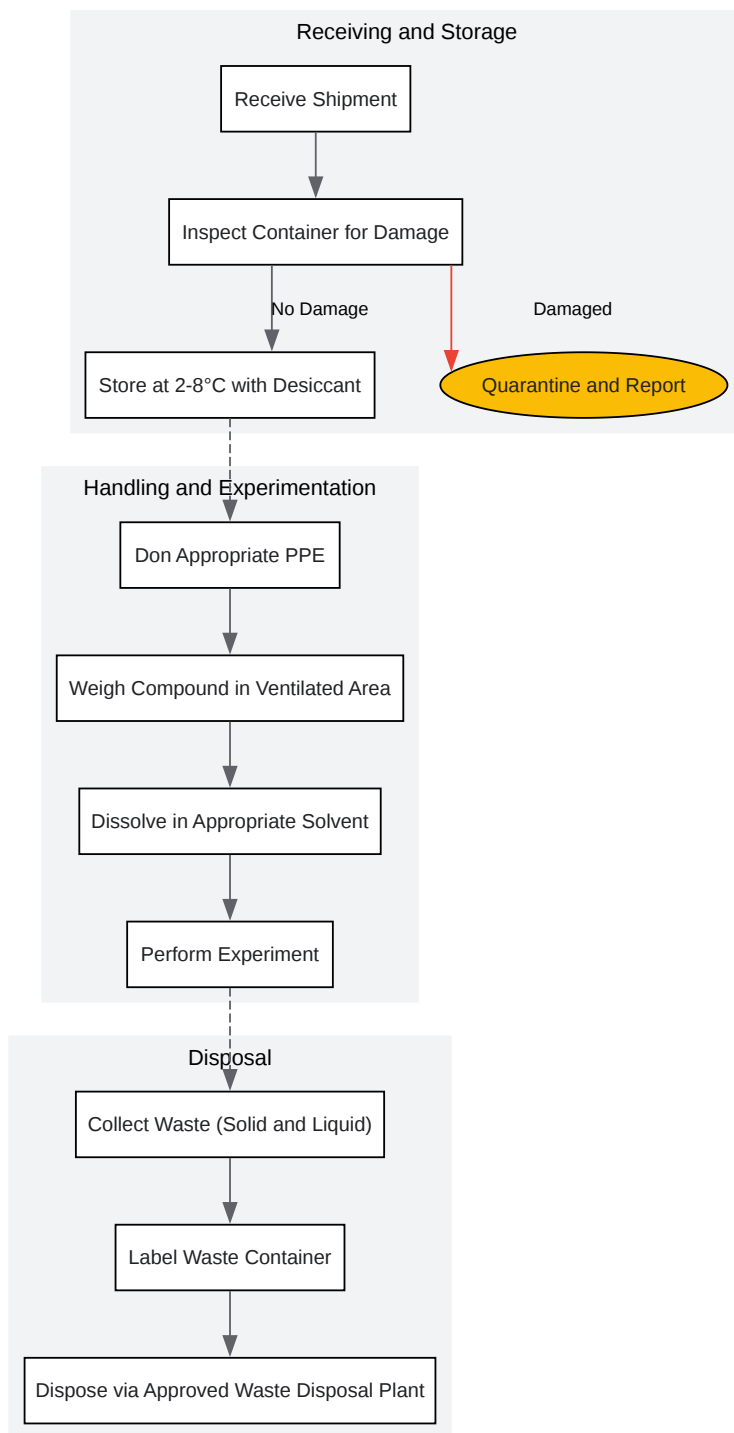 Receiving and Storage
Receive Shipment
Inspect Container for Damage
No Damage
Damaged
Store at 2-8°C with Desiccant
Quarantine and Report
Handling and Experimentation
Don Appropriate PPE
Weigh Compound in Ventilated Area
Dissolve in Appropriate Solvent
Perform Experiment
Disposal
Collect Waste (Solid and Liquid)
Label Waste Container
Dispose via Approved Waste Disposal Plant